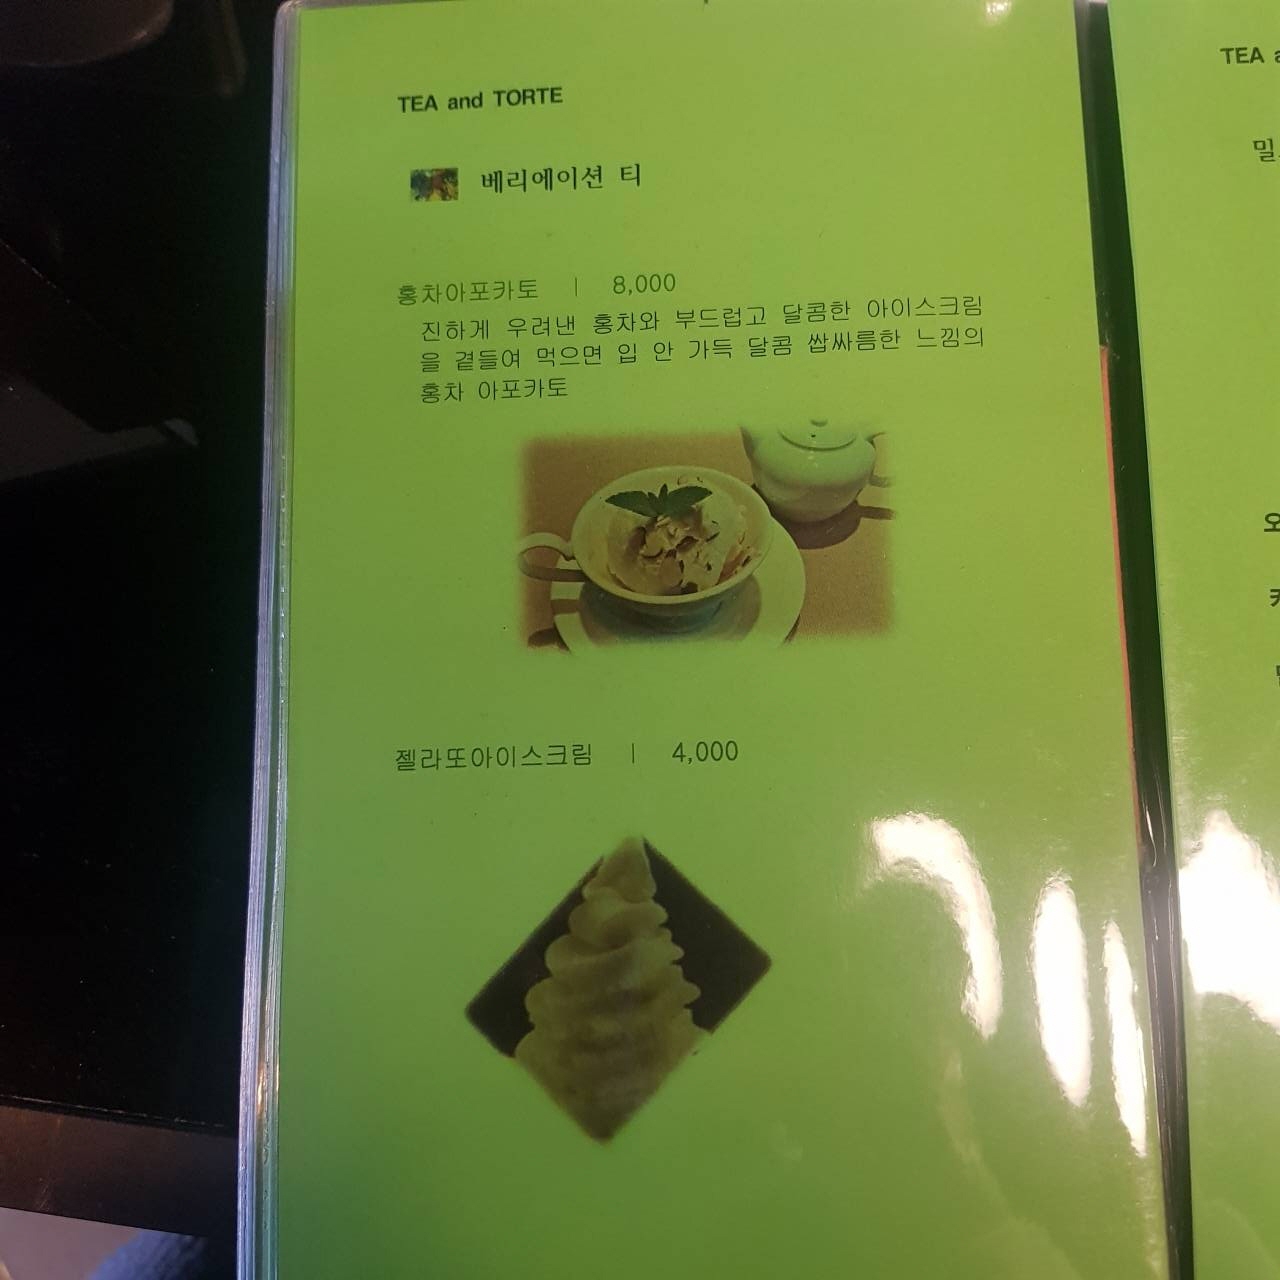 TEA and TORTE
베리에이션 티
홍차아포카토 | 8,000
진하게 우려낸 홍차와 부드럽고 달콤한 아이스크림
을 곁들여 먹으면 입 안 가득 달콤 쌉싸름한 느낌의
홍차 아포카토
젤라또아이스크림 | 4,000
TEA
밀
오